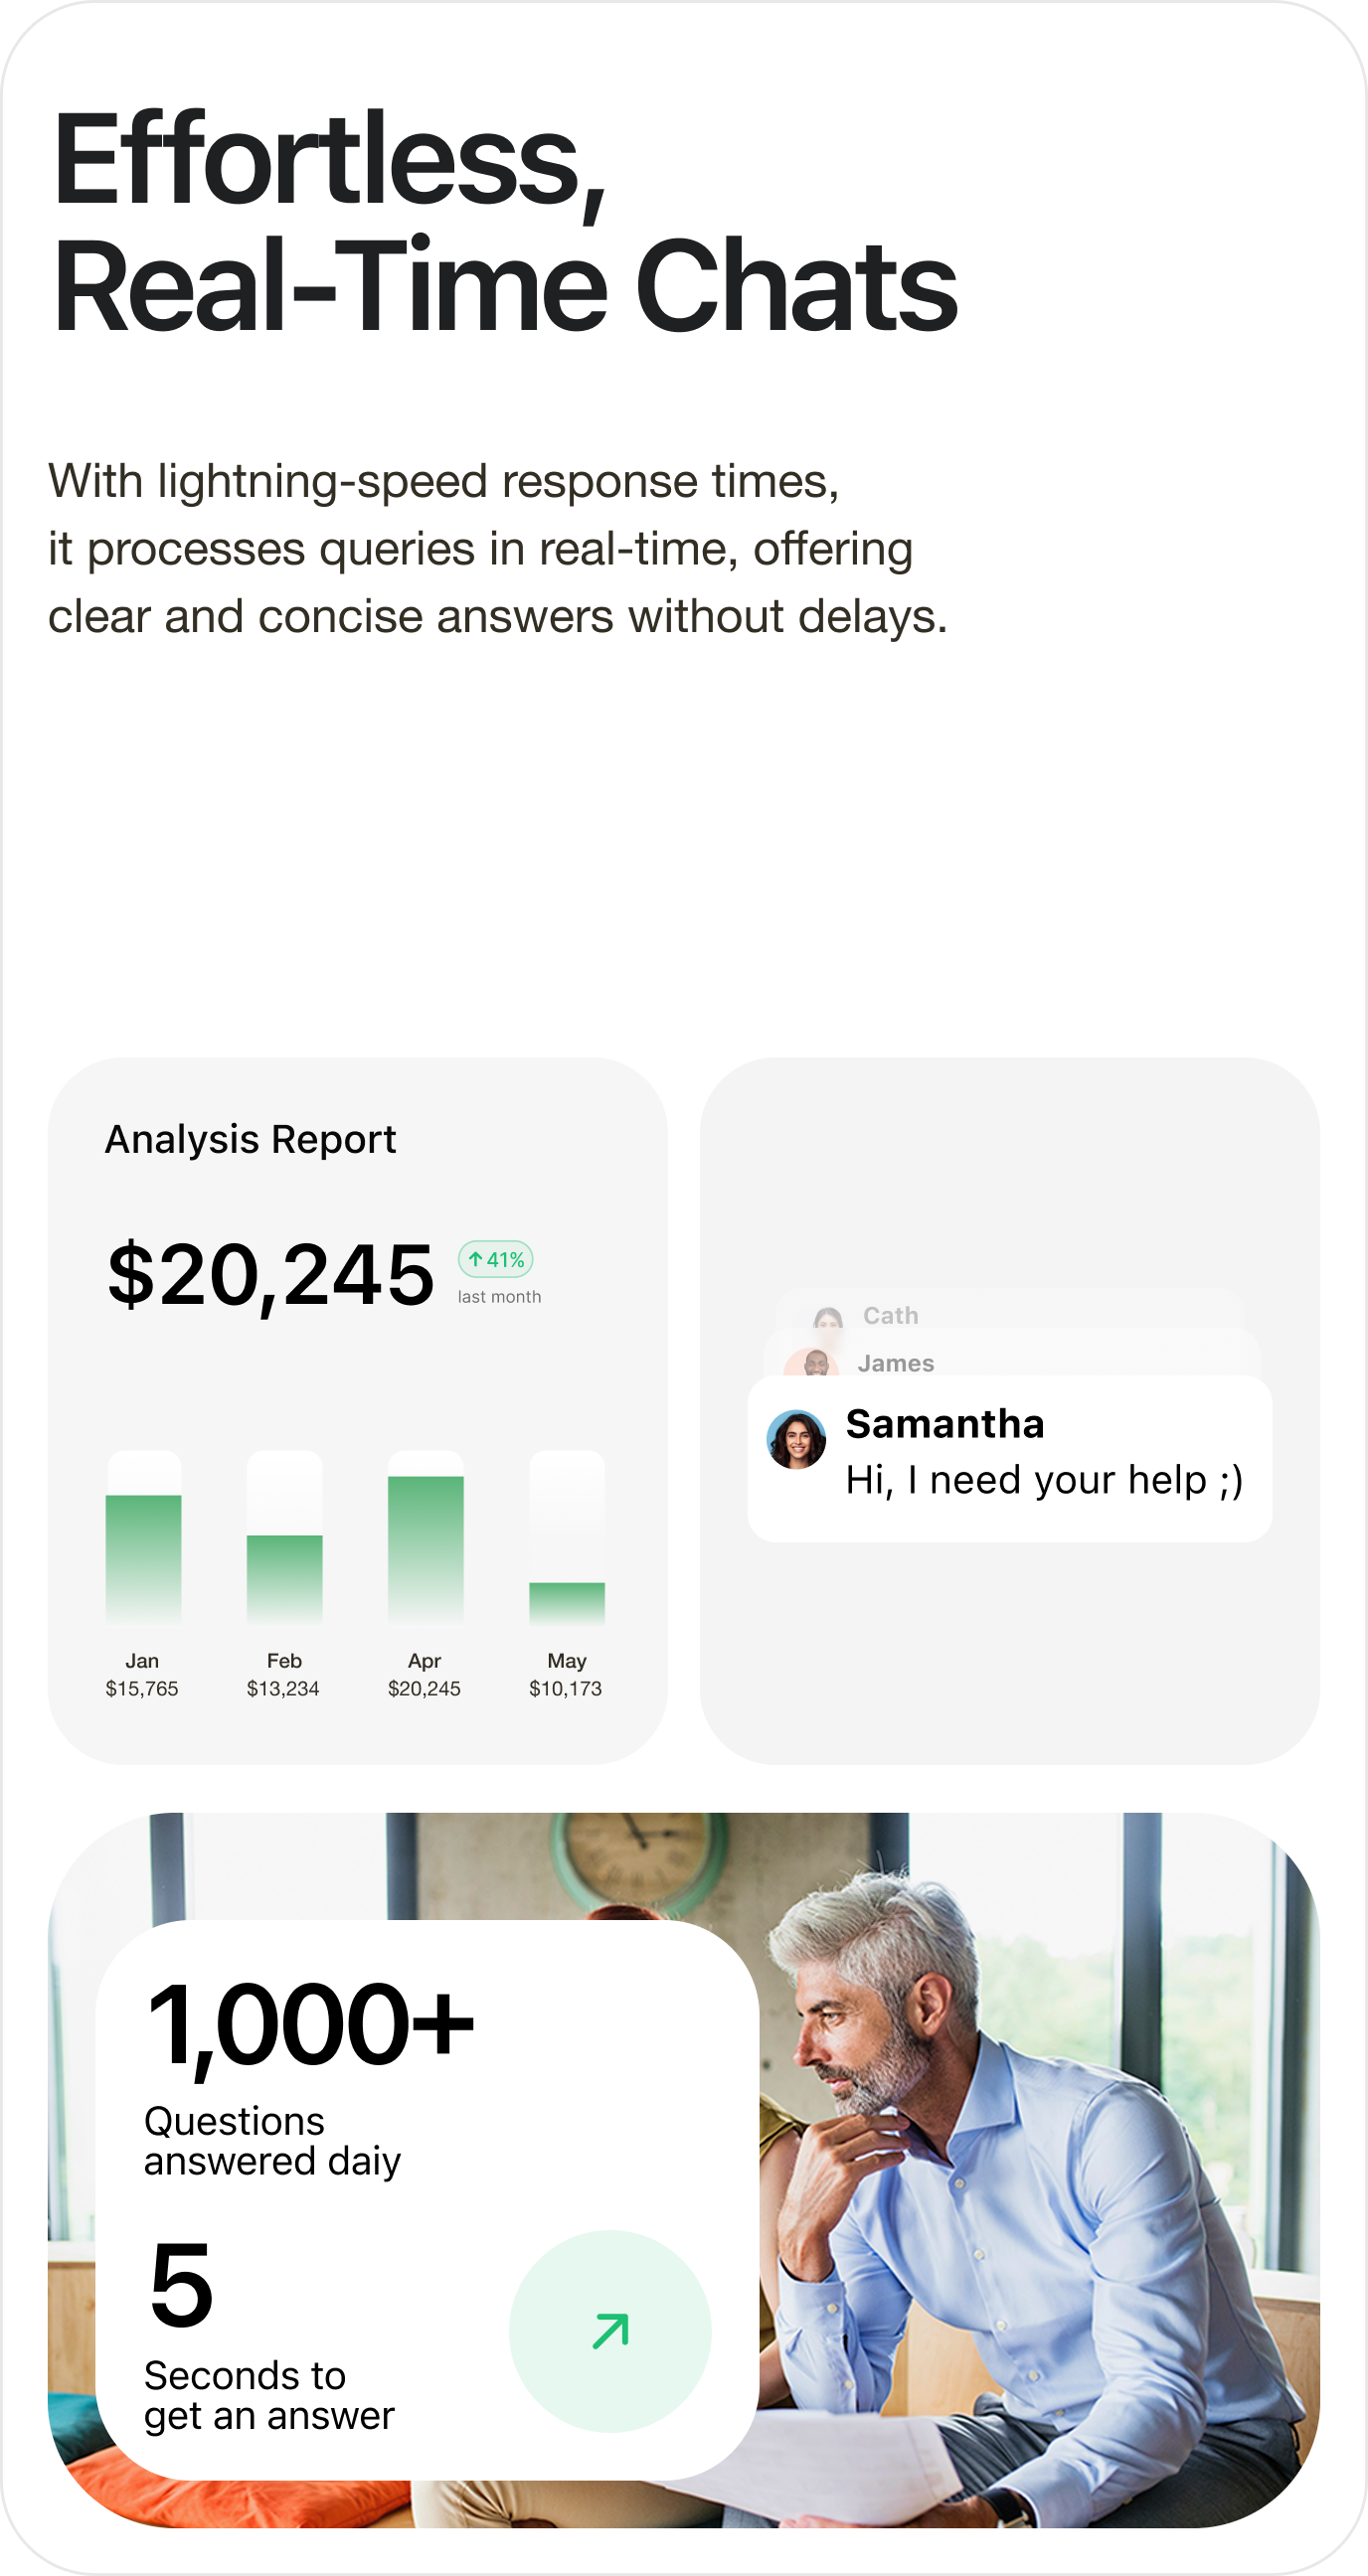 Effortless,
Real-Time Chats
With lightning-speed response times,
it processes queries in real-time, offering
clear and concise answers without delays.
Analysis Report
$20,245
↑41%
last month
Jan
$15,765
Feb
$13,234
Apr
$20,245
May
$10,173
Cath
James
Samantha
Hi, I need your help ;)
1,000+
Questions
answered daiy
5
Seconds to
get an answer